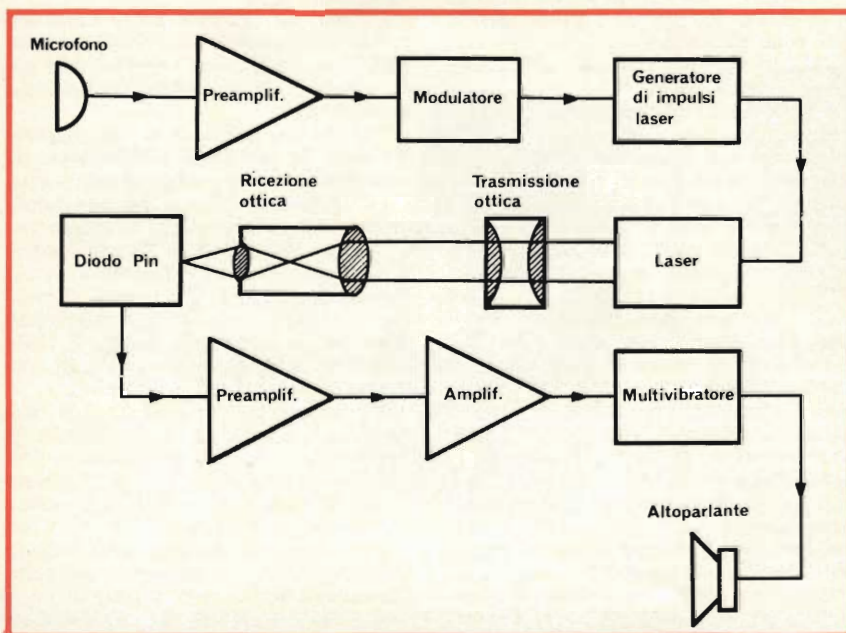 Microfono
Preamplif.
Modulatore
Generatore
di impulsi
laser
Ricezione
ottica
Trasmissione
ottica
Diodo Pin
Laser
Preamplif.
Amplif.
Multivibratore
Altoparlante